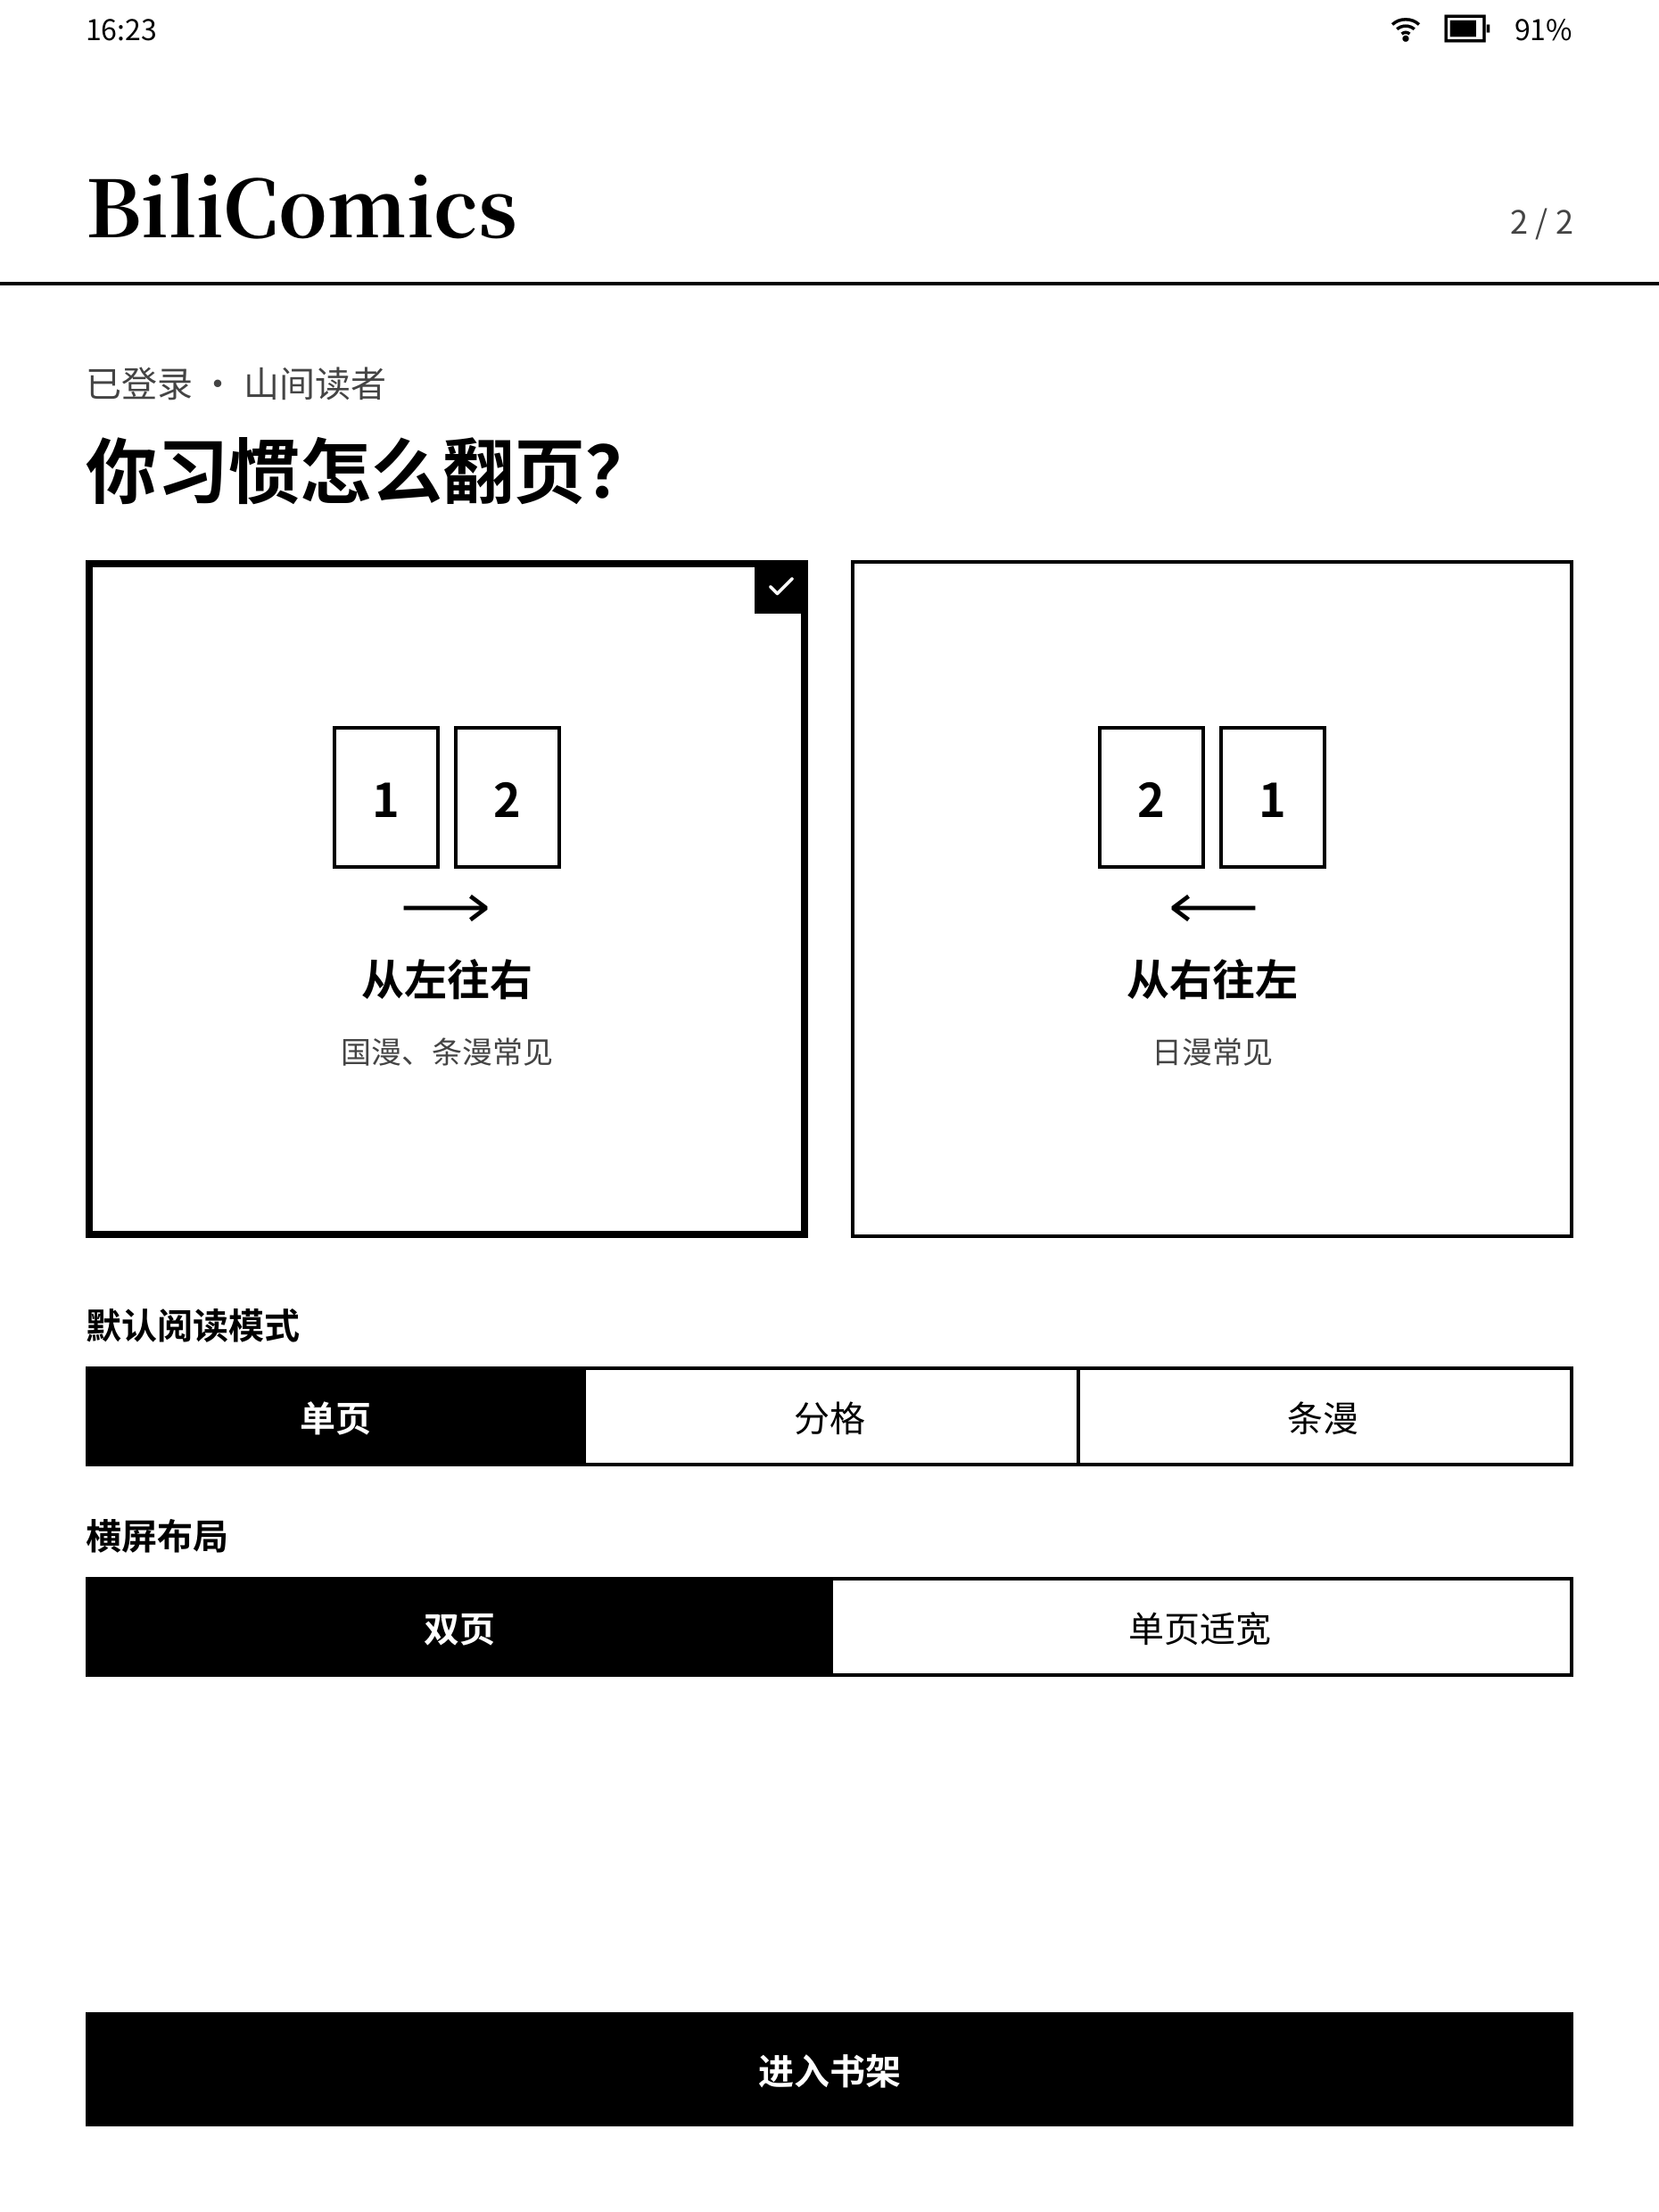 16:23
91%
BiliComics
2 / 2
已登录 · 山间读者
你习惯怎么翻页？
1 2
从左往右
国漫、条漫常见
2 1
从右往左
日漫常见
默认阅读模式
单页 分格 条漫
横屏布局
双页 单页适宽
进入书架